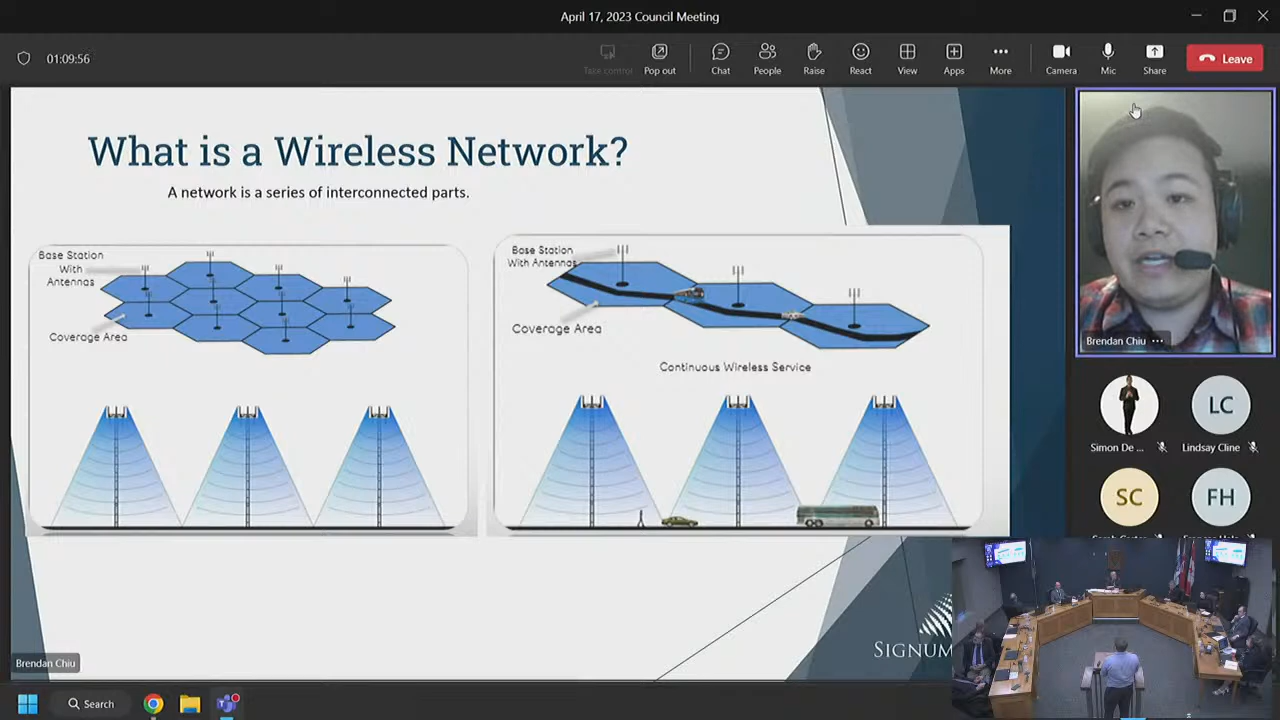 April 17, 2023 Council Meeting
01:09:56
Take control
Pop out
Chat
People
Raise
React
View
Apps
More
Camera
Mic
Share
Leave
What is a Wireless Network?
A network is a series of interconnected parts.
Base Station
With
Antennas
Coverage Area
Base Station
With Antennas
Coverage Area
Continuous Wireless Service
Brendan Chiu ...
Simon De ...
LC
Lindsay Cline
SC
FH
SIGNUM
Brendan Chiu
Search